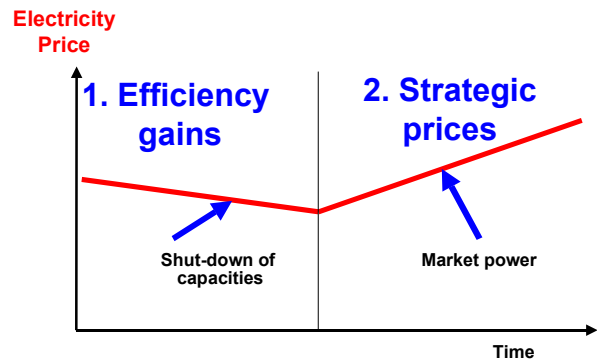 Electricity
Price
1. Efficiency
gains
2. Strategic
prices
Shut-down of
capacities
Market power
Time